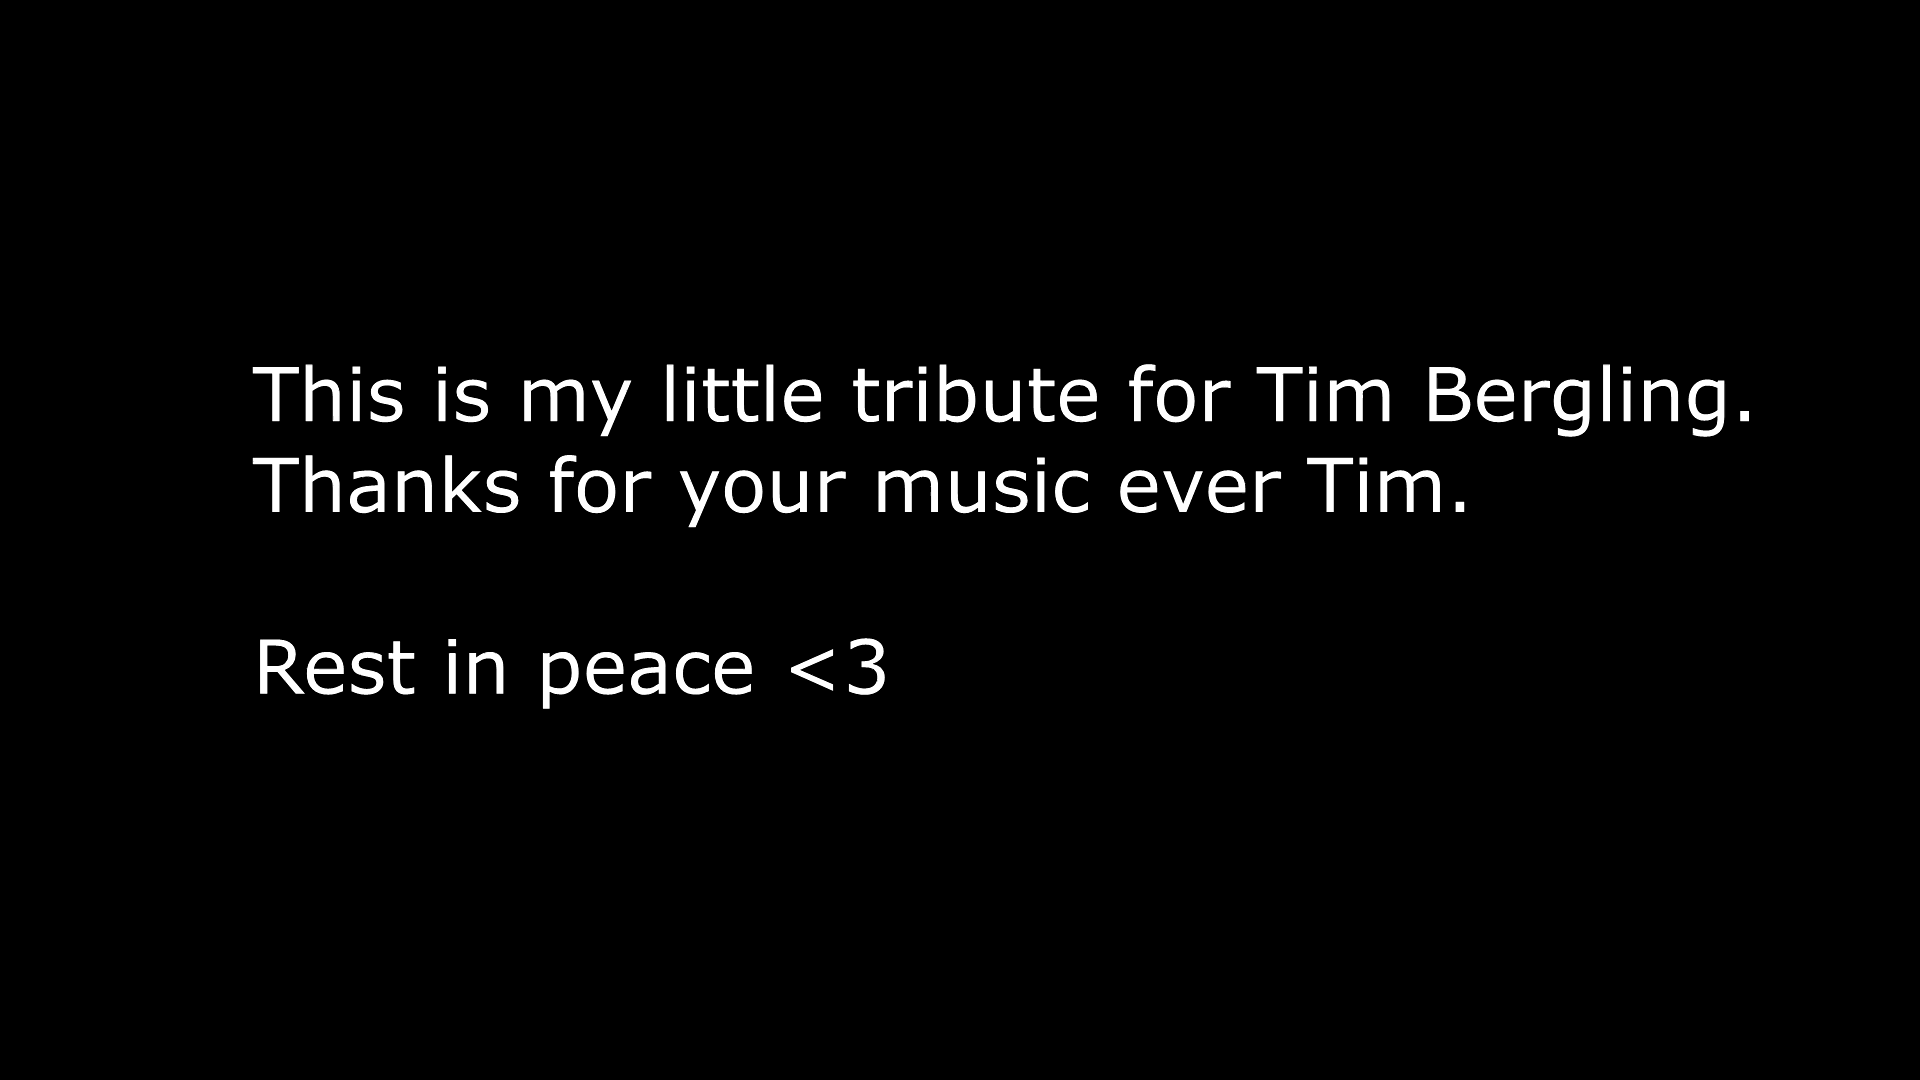 This is my little tribute for Tim Bergling.
Thanks for your music ever Tim.
Rest in peace <3